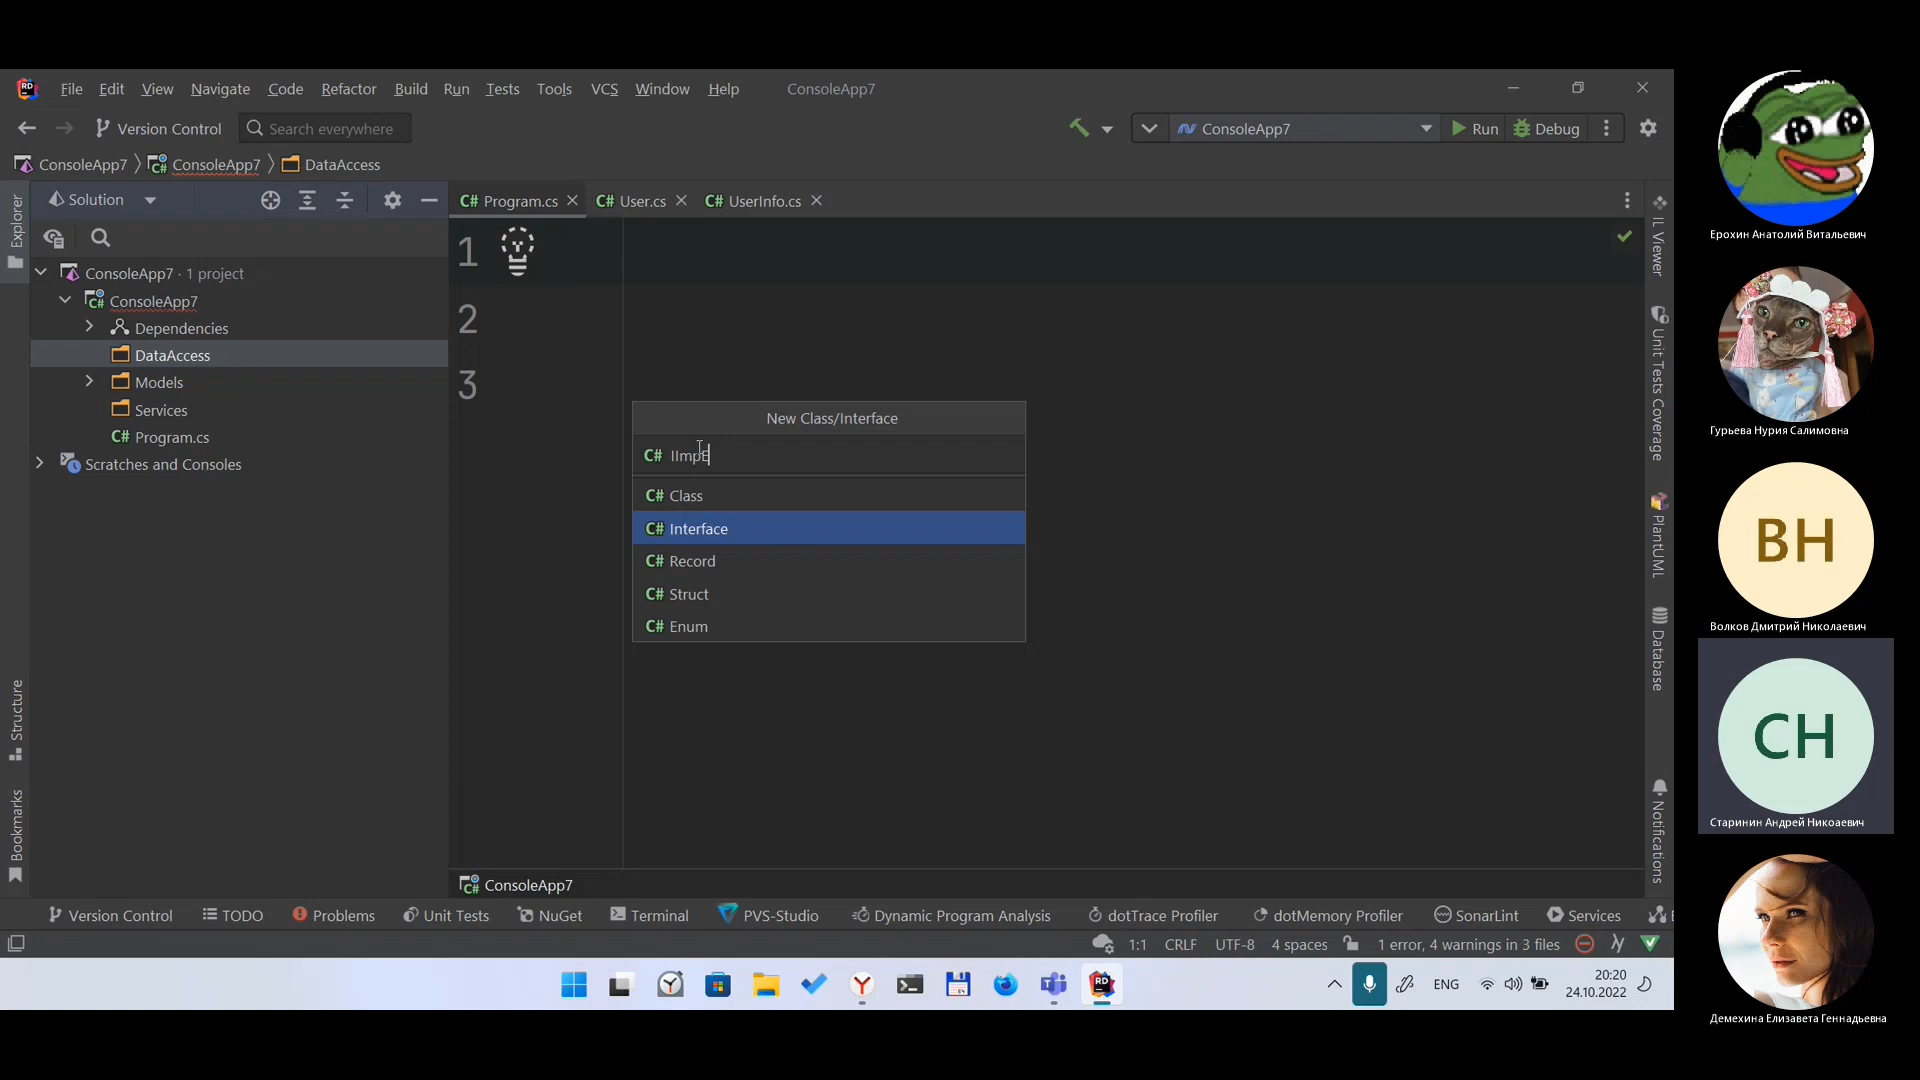 File Edit View Navigate Code Refactor Build Run Tests Tools VCS Window Help ConsoleApp7
Version Control Search everywhere ConsoleApp7 Run Debug
ConsoleApp7 ConsoleApp7 DataAccess
Solution
C# Program.cs C# User.cs C# UserInfo.cs
Explorer
Structure
Bookmarks
ConsoleApp7 · 1 project
C# ConsoleApp7
Dependencies
DataAccess
Models
Services
C# Program.cs
Scratches and Consoles
1
2
3
New Class/Interface
C# IImpE
C# Class
C# Interface
C# Record
C# Struct
C# Enum
IL Viewer
Unit Tests Coverage
PlantUML
Database
Notifications
C# ConsoleApp7
Version Control TODO Problems Unit Tests NuGet Terminal PVS-Studio Dynamic Program Analysis dotTrace Profiler dotMemory Profiler SonarLint Services
1:1 CRLF UTF-8 4 spaces 1 error, 4 warnings in 3 files
ENG 20:20
24.10.2022
Ерохин Анатолий Витальевич
Гурьева Нурия Салимовна
ВН
Волков Дмитрий Николаевич
СН
Старинин Андрей Никоаевич
Демехина Елизавета Геннадьевна